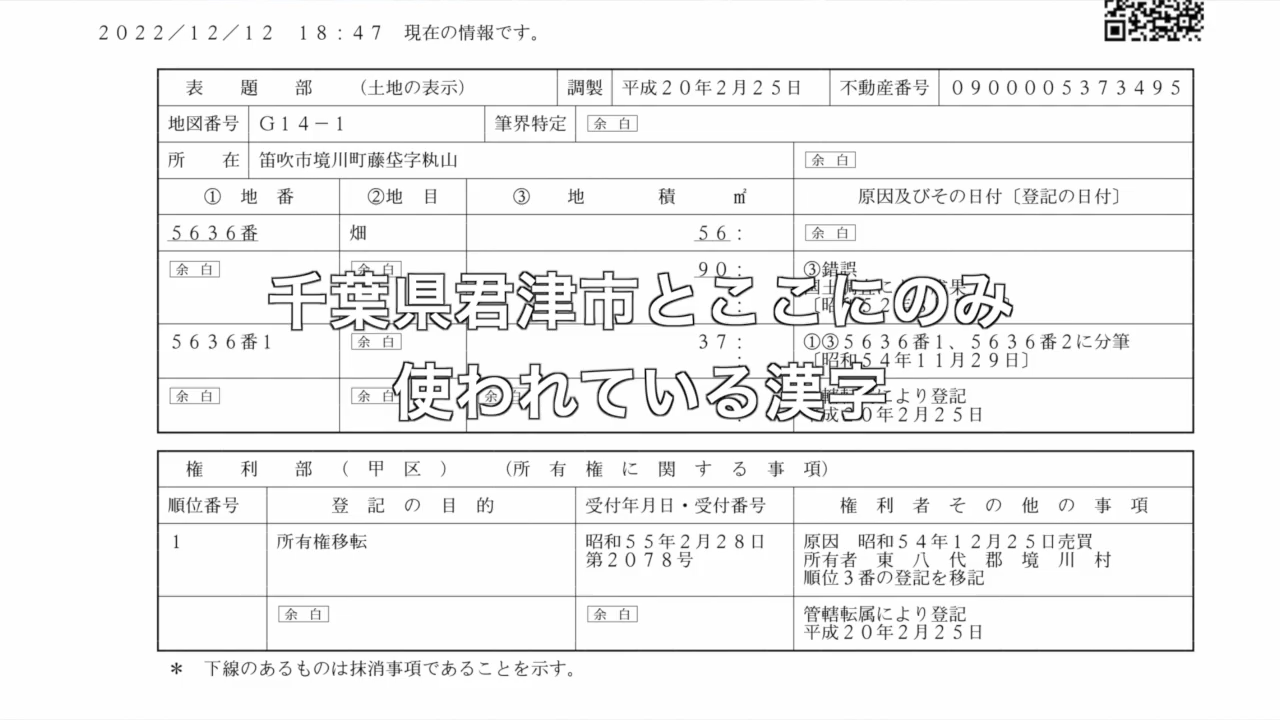 2022/12/12 18:47 現在の情報です。
表題部 (土地の表示) 調製 平成20年2月25日 不動産番号 0900005373495
地図番号 G14-1 筆界特定 余白
所在 笛吹市境川町藤垈字 山 余白
①地番 ②地目 ③地積 ㎡ 原因及びその日付〔登記の日付〕
5636番 畑 56: 余白
余白 余白 90: ③錯誤
千葉県君津市とここにのみ
5636番1 余白 37: ①③5636番1、5636番2に分筆
: 〔昭和54年11月29日〕
使われている漢字
余白 余白 余白 により登記
平成20年2月25日
権利部(甲区) (所有権に関する事項)
順位番号 登記の目的 受付年月日・受付番号 権利者その他の事項
1 所有権移転 昭和55年2月28日 原因 昭和54年12月25日売買
第2078号 所有者 東八代郡境川村
順位3番の登記を移記
余白 余白 管轄転属により登記
平成20年2月25日
* 下線のあるものは抹消事項であることを示す。